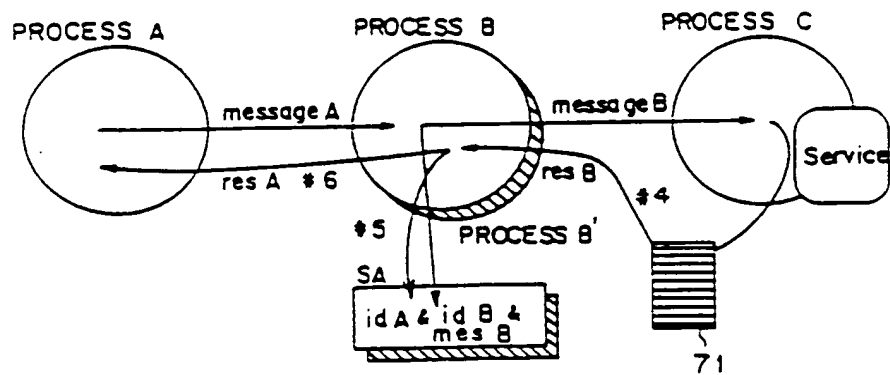 PROCESS A
PROCESS B
PROCESS C
message A
message B
Service
res A #6
res B
#4
#5
PROCESS B'
SA
id A & id B &
mes B
71